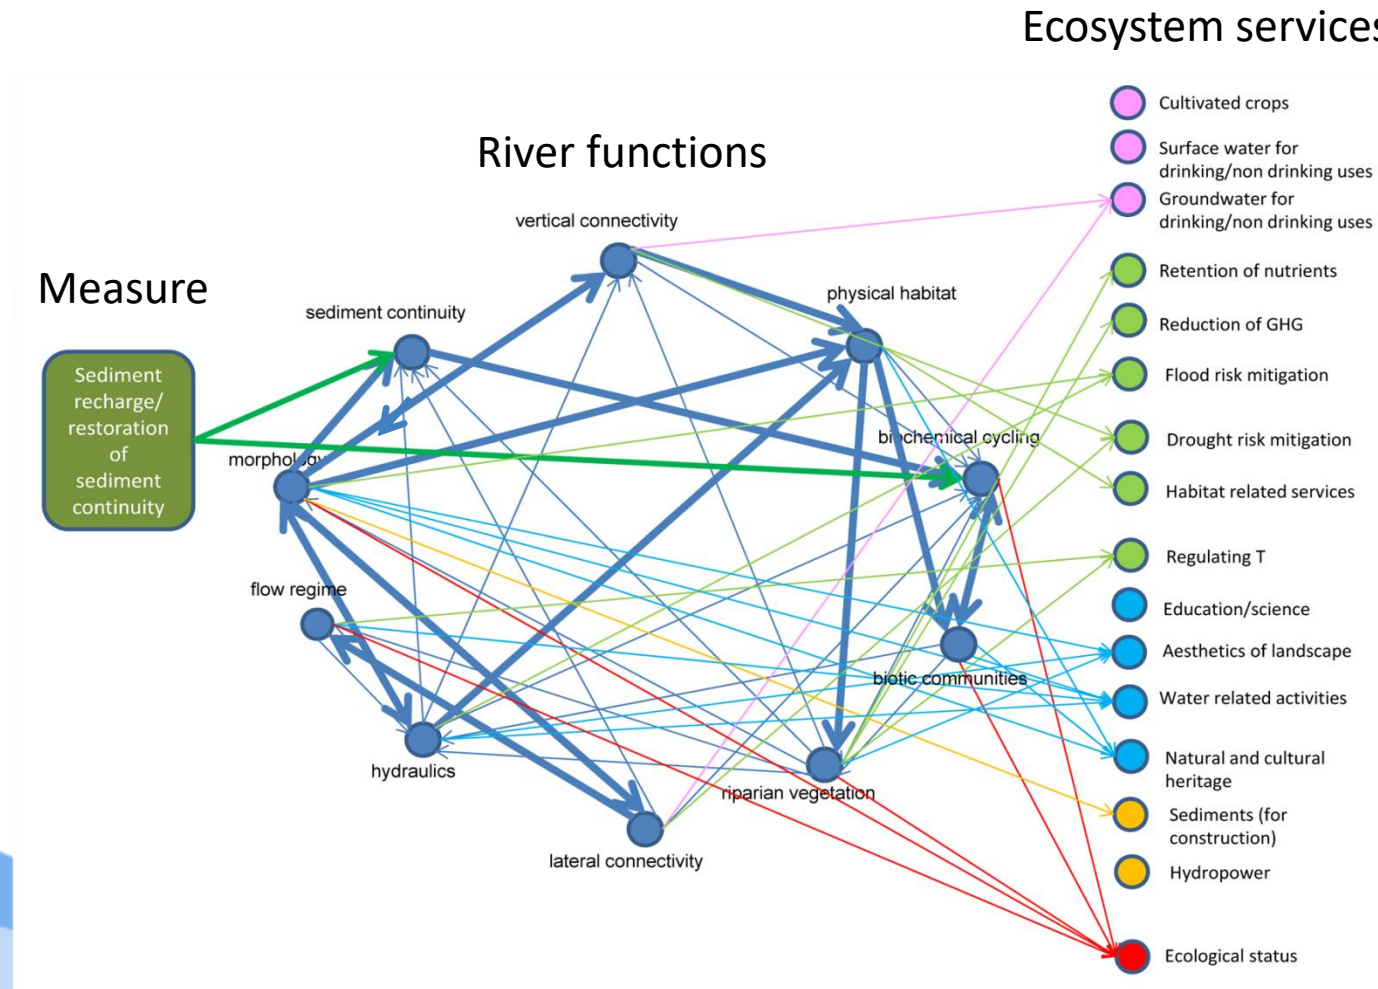 Ecosystem services
River functions
Measure
Sediment
recharge/
restoration
of
sediment
continuity
vertical connectivity
sediment continuity
physical habitat
morphology
biochemical cycling
flow regime
biotic communities
hydraulics
riparian vegetation
lateral connectivity
Cultivated crops
Surface water for
drinking/non drinking uses
Groundwater for
drinking/non drinking uses
Retention of nutrients
Reduction of GHG
Flood risk mitigation
Drought risk mitigation
Habitat related services
Regulating T
Education/science
Aesthetics of landscape
Water related activities
Natural and cultural
heritage
Sediments (for
construction)
Hydropower
Ecological status